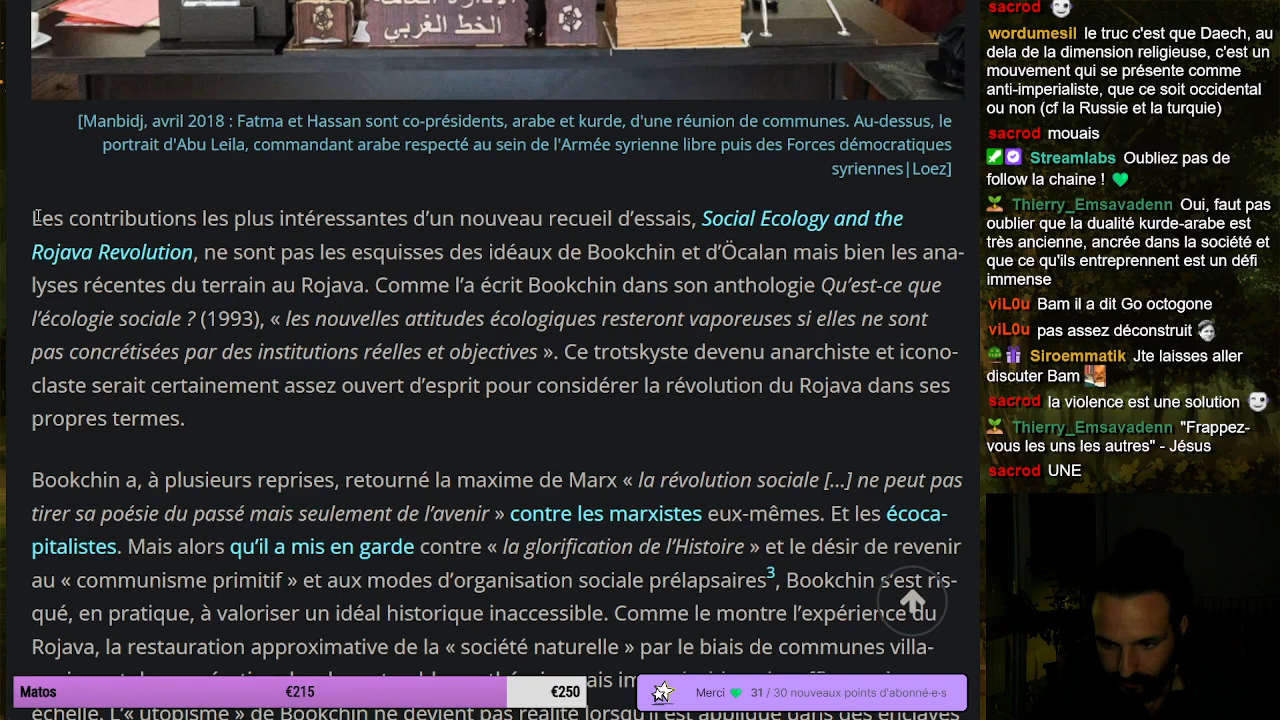 الخط الغربي
[Manbidj, avril 2018 : Fatma et Hassan sont co-présidents, arabe et kurde, d'une réunion de communes. Au-dessus, le
portrait d'Abu Leila, commandant arabe respecté au sein de l'Armée syrienne libre puis des Forces démocratiques
syriennes|Loez]
Les contributions les plus intéressantes d’un nouveau recueil d’essais, Social Ecology and the
Rojava Revolution, ne sont pas les esquisses des idéaux de Bookchin et d’Öcalan mais bien les ana-
lyses récentes du terrain au Rojava. Comme l’a écrit Bookchin dans son anthologie Qu’est-ce que
l’écologie sociale ? (1993), « les nouvelles attitudes écologiques resteront vaporeuses si elles ne sont
pas concrétisées par des institutions réelles et objectives ». Ce trotskyste devenu anarchiste et icono-
claste serait certainement assez ouvert d’esprit pour considérer la révolution du Rojava dans ses
propres termes.
Bookchin a, à plusieurs reprises, retourné la maxime de Marx « la révolution sociale [...] ne peut pas
tirer sa poésie du passé mais seulement de l’avenir » contre les marxistes eux-mêmes. Et les écoca-
pitalistes. Mais alors qu’il a mis en garde contre « la glorification de l’Histoire » et le désir de revenir
au « communisme primitif » et aux modes d’organisation sociale prélapsaires3, Bookchin s’est ris-
qué, en pratique, à valoriser un idéal historique inaccessible. Comme le montre l’expérience du
Rojava, la restauration approximative de la « société naturelle » par le biais de communes villa-
échelle. L’« utopisme » de Bookchin ne devient pas réalité lorsqu’il est appliqué dans des enclaves
Matos €215 €250
Merci 31 / 30 nouveaux points d'abonné·e·s
sacrod
wordumesil le truc c'est que Daech, au
dela de la dimension religieuse, c'est un
mouvement qui se présente comme
anti-imperialiste, que ce soit occidental
ou non (cf la Russie et la turquie)
sacrod mouais
Streamlabs Oubliez pas de
follow la chaine !
Thierry_Emsavadenn Oui, faut pas
oublier que la dualité kurde-arabe est
très ancienne, ancrée dans la société et
que ce qu'ils entreprennent est un défi
immense
viL0u Bam il a dit Go octogone
viL0u pas assez déconstruit
Siroemmatik Jte laisses aller
discuter Bam
sacrod la violence est une solution
Thierry_Emsavadenn "Frappez-
vous les uns les autres" - Jésus
sacrod UNE